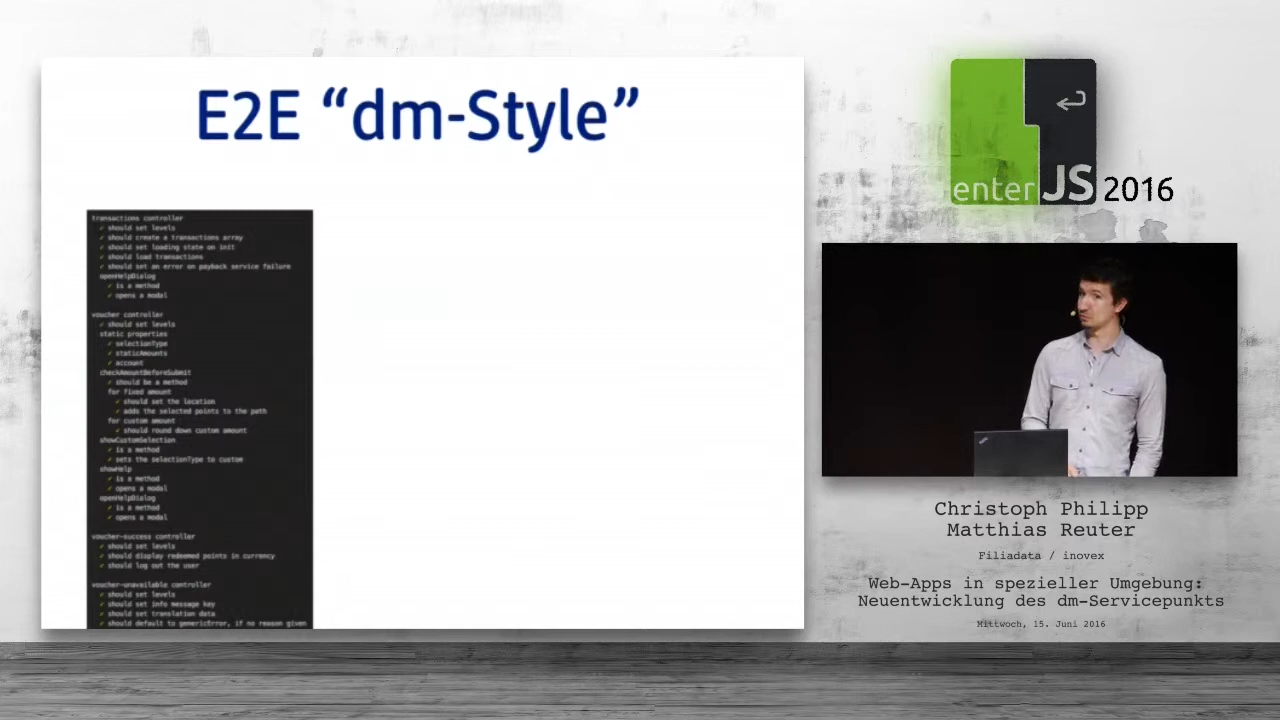 E2E “dm-Style”
transactions controller
✓ should set levels
✓ should create a transactions array
✓ should set loading state on init
✓ should load transactions
✓ should set an error on payback service failure
openHelpDialog
✓ is a method
✓ opens a modal
voucher controller
✓ should set levels
static properties
✓ selectionType
✓ staticAmounts
✓ account
checkAmountBeforeSubmit
✓ should be a method
for fixed amount
✓ should set the location
✓ adds the selected points to the path
for custom amount
✓ should round down custom amount
showCustomSelection
✓ is a method
✓ sets the selectionType to custom
showHelp
✓ is a method
✓ opens a modal
openHelpDialog
✓ is a method
✓ opens a modal
voucher-success controller
✓ should set levels
✓ should display redeemed points in currency
✓ should log out the user
voucher-unavailable controller
✓ should set levels
✓ should set info message key
✓ should set translation data
✓ should default to genericError, if no reason given
enter JS 2016
Christoph Philipp
Matthias Reuter
Filiadata / inovex
Web-Apps in spezieller Umgebung:
Neuentwicklung des dm-Servicepunkts
Mittwoch, 15. Juni 2016